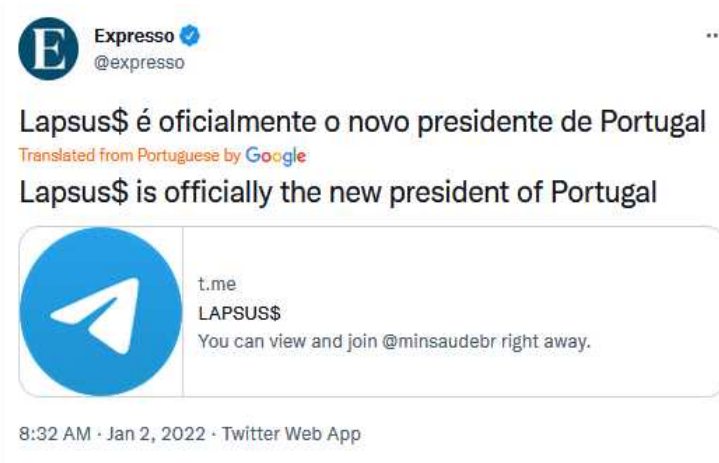 E
Expresso
@expresso
Lapsus$ é oficialmente o novo presidente de Portugal
Translated from Portuguese by Google
Lapsus$ is officially the new president of Portugal
t.me
LAPSUS$
You can view and join @minsaudebr right away.
8:32 AM · Jan 2, 2022 · Twitter Web App